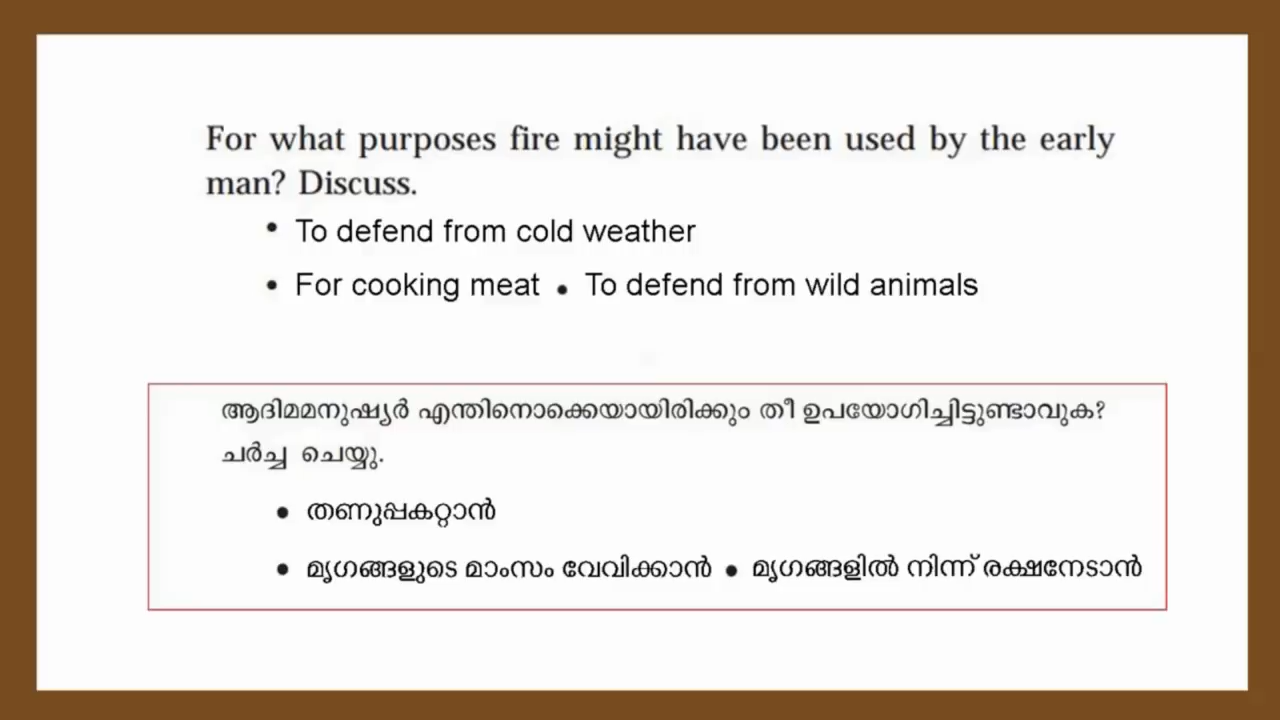 For what purposes fire might have been used by the early
man? Discuss.
• To defend from cold weather
• For cooking meat • To defend from wild animals
ആദിമമനുഷ്യർ എന്തിനൊക്കെയായിരിക്കും തീ ഉപയോഗിച്ചിട്ടുണ്ടാവുക?
ചർച്ച ചെയ്യു.
• തണുപ്പകറ്റാൻ
• മൃഗങ്ങളുടെ മാംസം വേവിക്കാൻ • മൃഗങ്ങളിൽ നിന്ന് രക്ഷനേടാൻ